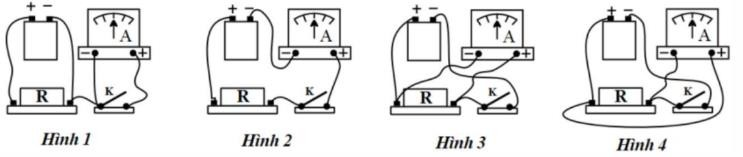 + − A − + R K Hình 1
+ − A − + R K Hình 2
+ − A − + R K Hình 3
+ − A − + R K Hình 4